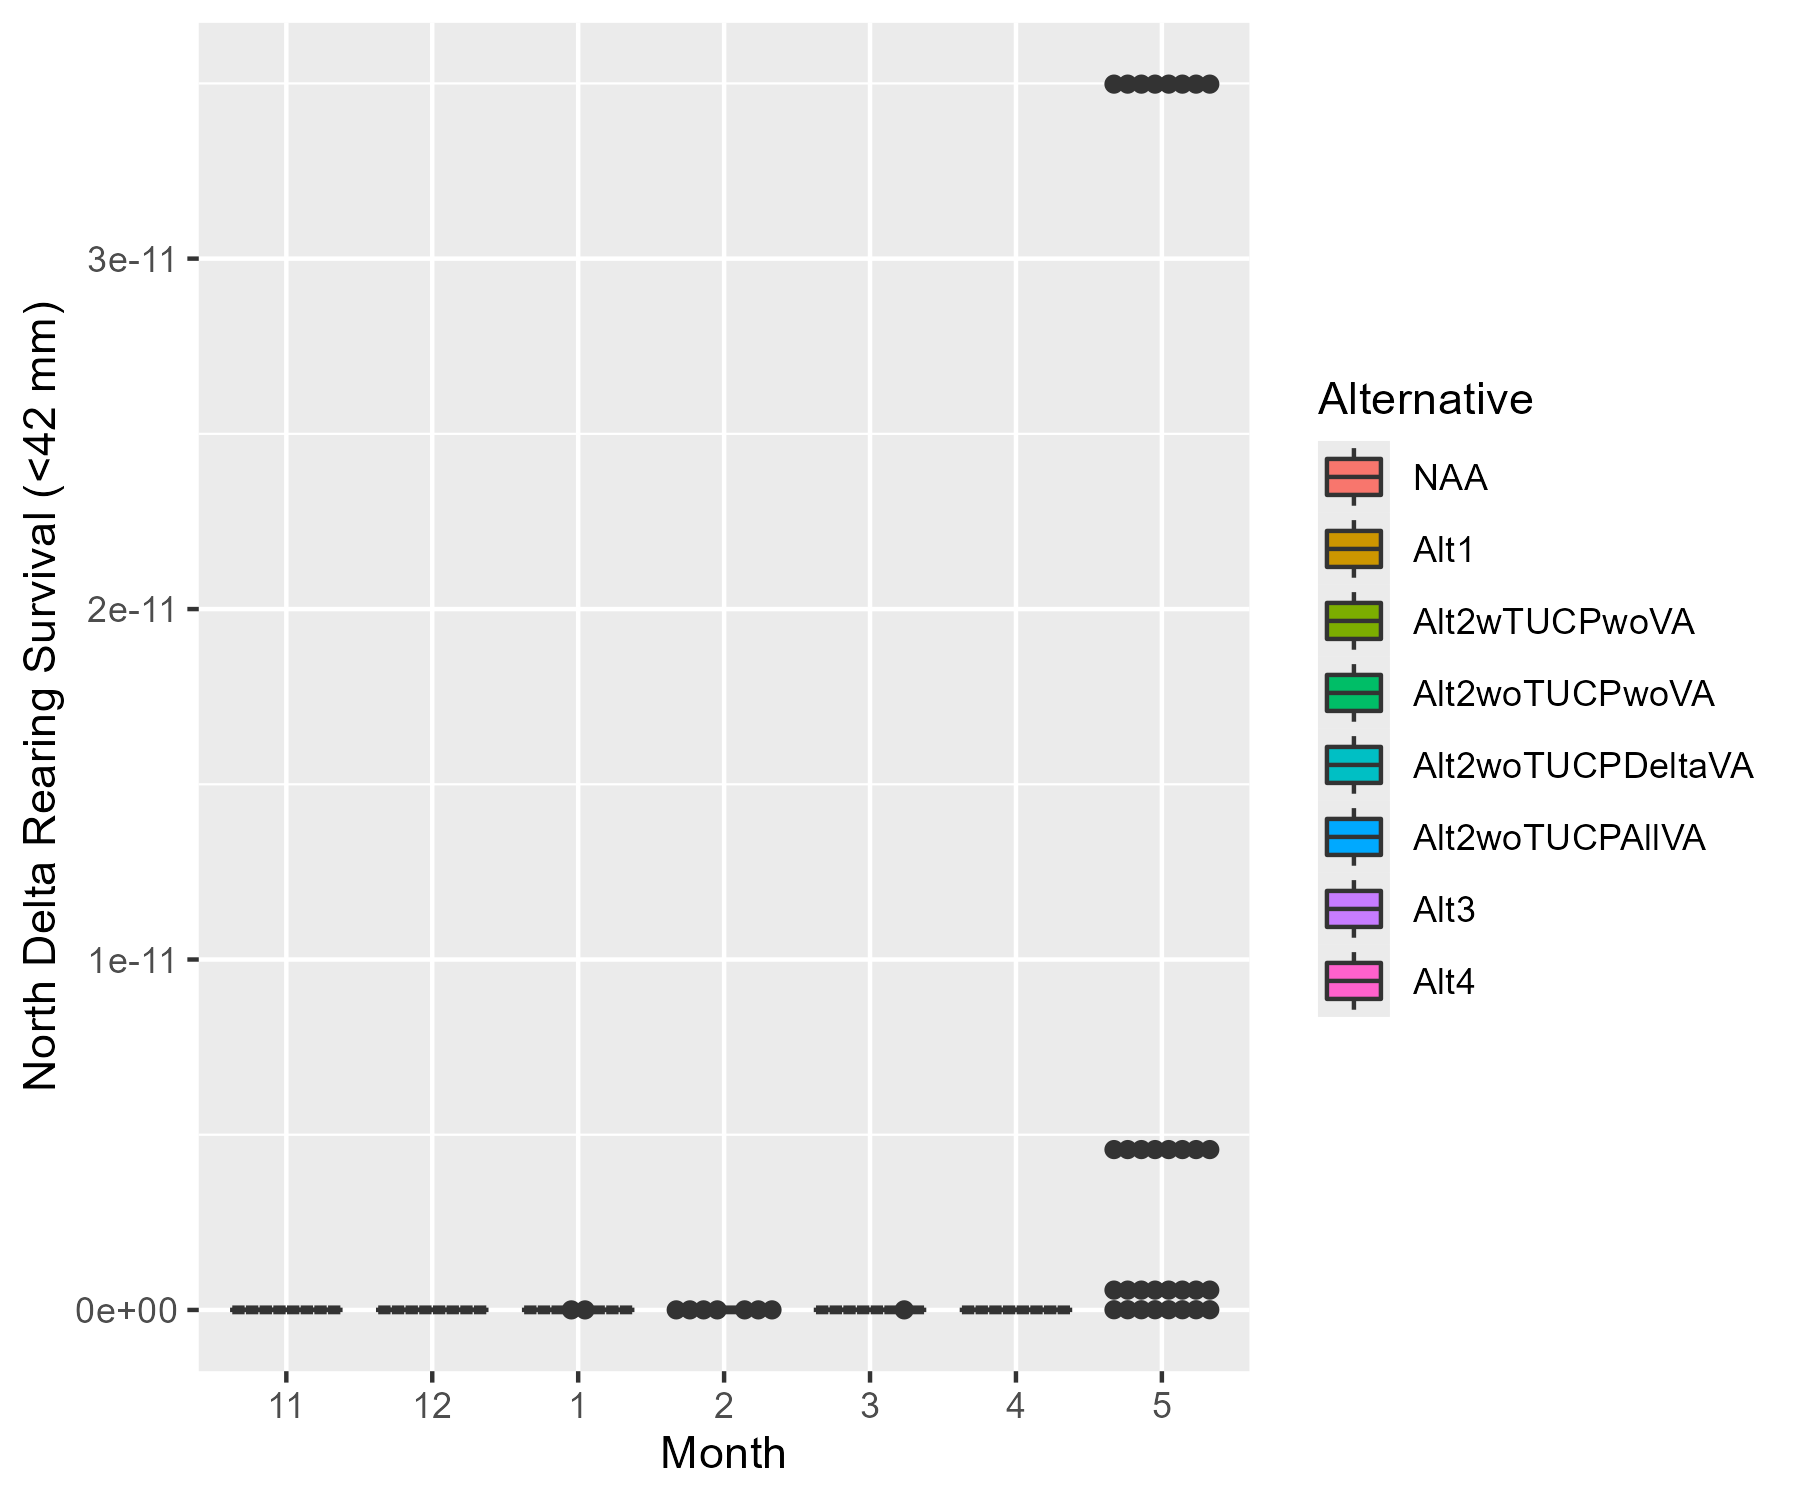 North Delta Rearing Survival (<42 mm)
3e-11
2e-11
1e-11
0e+00
11 12 1 2 3 4 5
Month
Alternative
NAA
Alt1
Alt2wTUCPwoVA
Alt2woTUCPwoVA
Alt2woTUCPDeltaVA
Alt2woTUCPAllVA
Alt3
Alt4